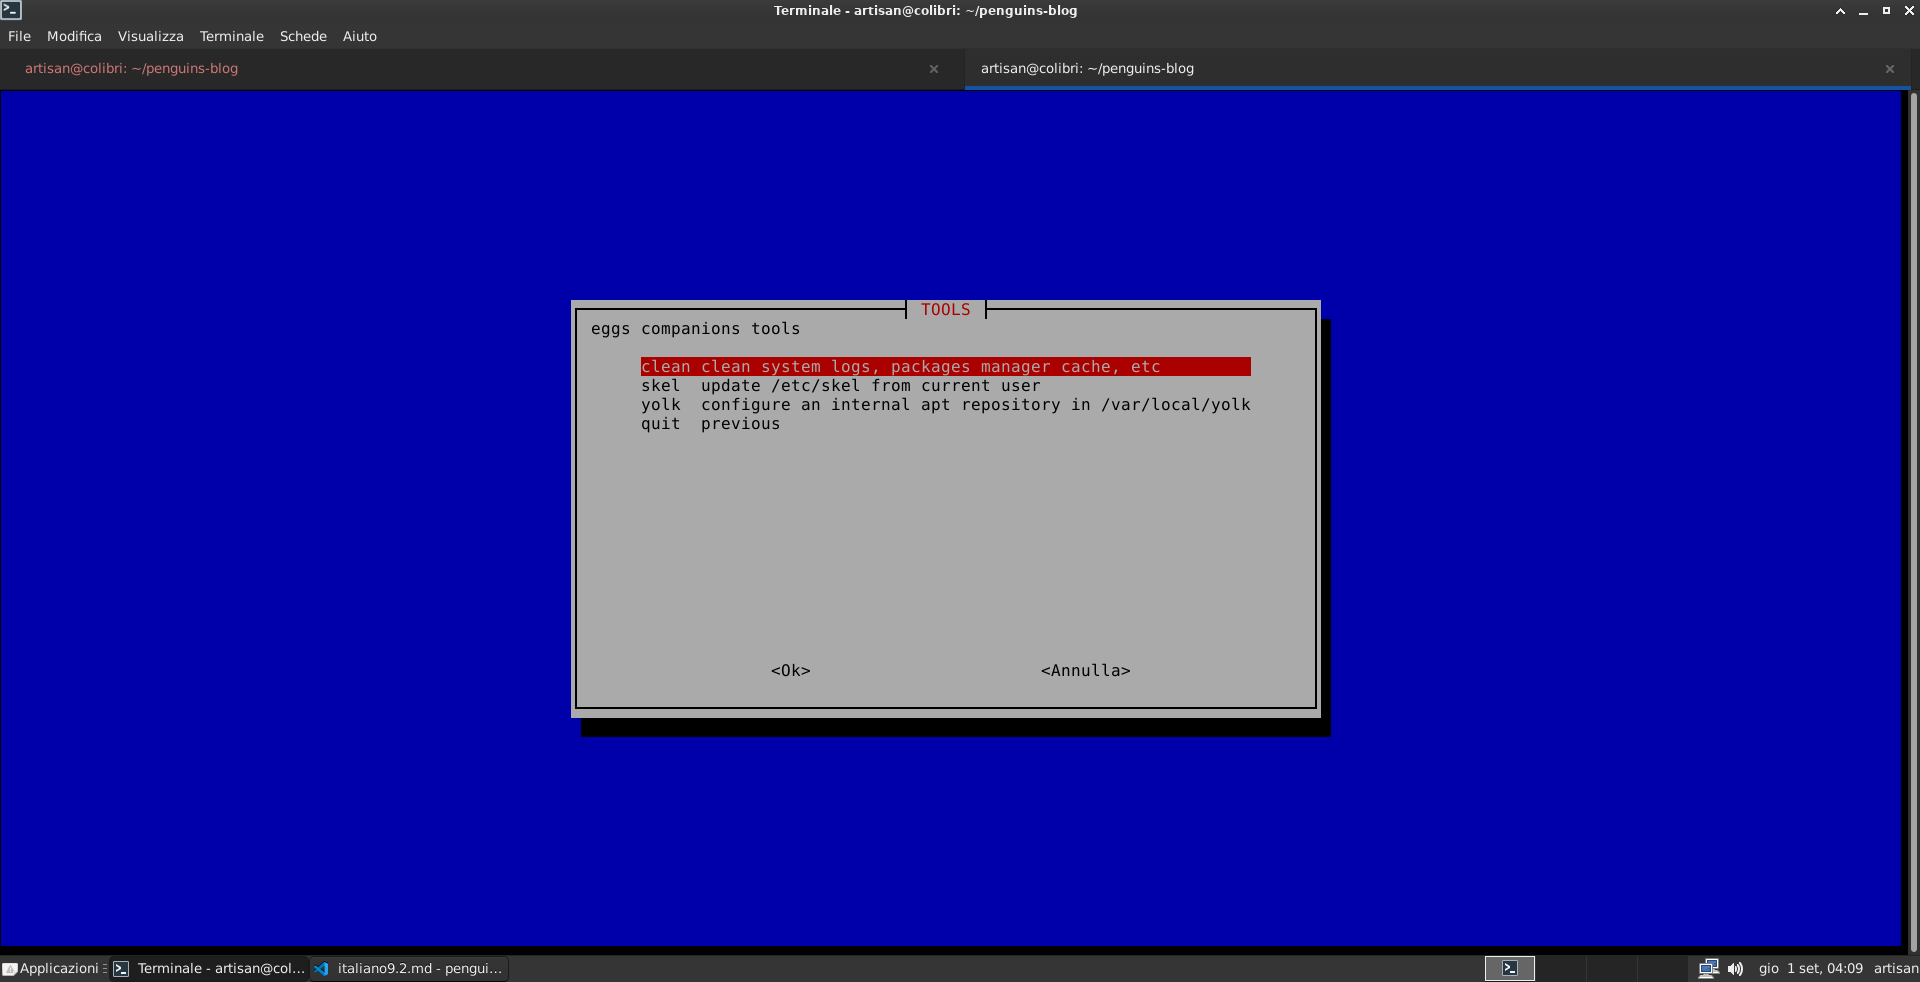 Terminale - artisan@colibri: ~/penguins-blog
File Modifica Visualizza Terminale Schede Aiuto
artisan@colibri: ~/penguins-blog
artisan@colibri: ~/penguins-blog
TOOLS
eggs companions tools
clean clean system logs, packages manager cache, etc
skel update /etc/skel from current user
yolk configure an internal apt repository in /var/local/yolk
quit previous
<Ok> <Annulla>
Applicazioni Terminale - artisan@col... italiano9.2.md - pengui... gio 1 set, 04:09 artisan